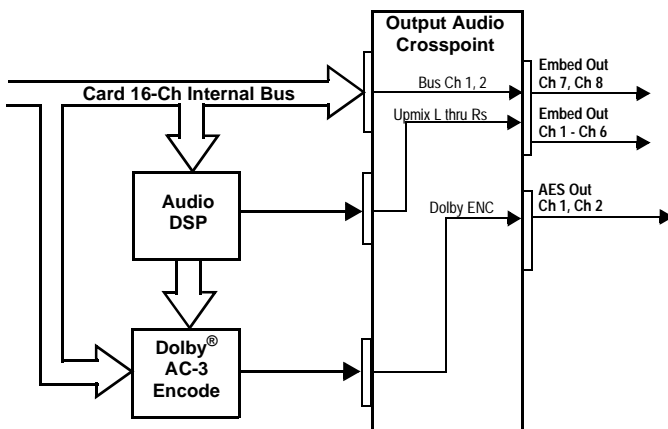 Output Audio
Crosspoint
Card 16-Ch Internal Bus
Bus Ch 1, 2
Embed Out
Ch 7, Ch 8
Upmix L thru Rs
Embed Out
Ch 1 - Ch 6
Audio
DSP
Dolby ENC
AES Out
Ch 1, Ch 2
Dolby®
AC-3
Encode